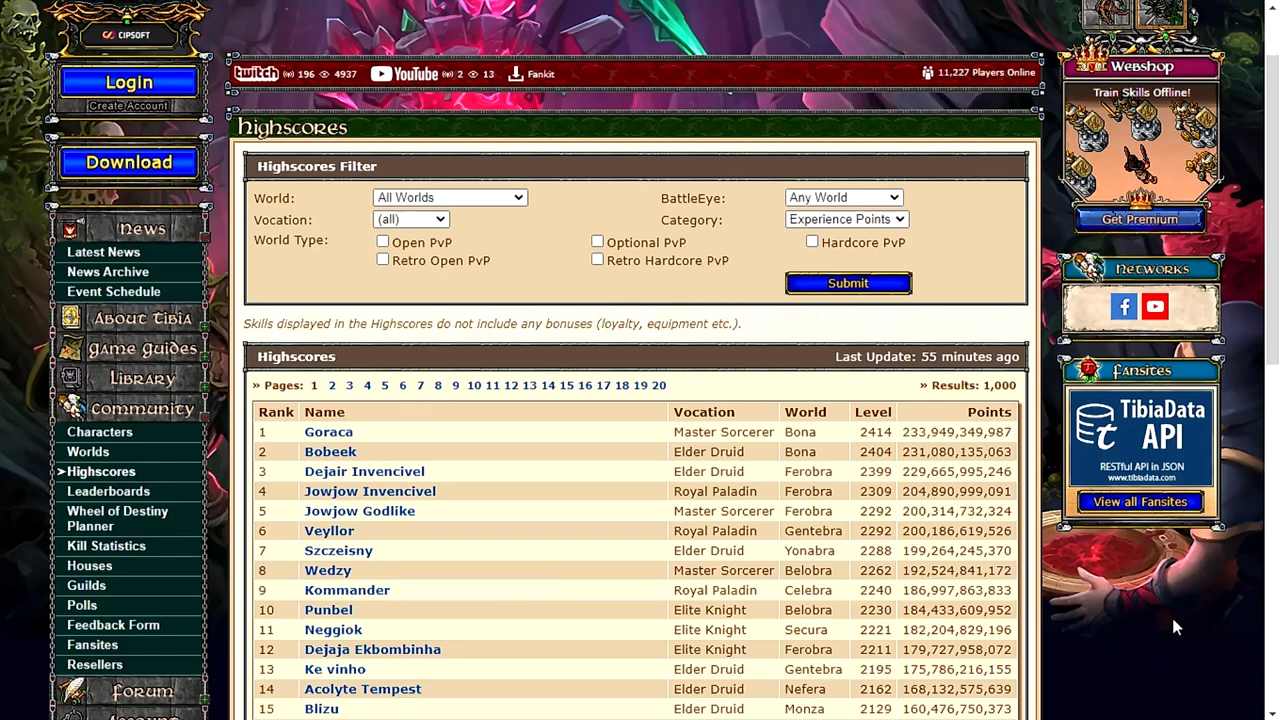 CIPSOFT
Login
Create Account
Download
News
Latest News
News Archive
Event Schedule
About Tibia
Game Guides
Library
Community
Characters
Worlds
Highscores
Leaderboards
Wheel of Destiny
Planner
Kill Statistics
Houses
Guilds
Polls
Feedback Form
Fansites
Resellers
Forum
Account
twitch 196 4937 YouTube 2 13 Fankit 11,227 Players Online
Highscores
Highscores Filter
World: All Worlds BattleEye: Any World
Vocation: (all) Category: Experience Points
World Type: Open PvP Optional PvP Hardcore PvP
Retro Open PvP Retro Hardcore PvP
Submit
Skills displayed in the Highscores do not include any bonuses (loyalty, equipment etc.).
Highscores Last Update: 55 minutes ago
» Pages: 1 2 3 4 5 6 7 8 9 10 11 12 13 14 15 16 17 18 19 20 » Results: 1,000
Rank Name Vocation World Level Points
1 Goraca Master Sorcerer Bona 2414 233,949,349,987
2 Bobeek Elder Druid Bona 2404 231,080,135,063
3 Dejair Invencivel Elder Druid Ferobra 2399 229,665,995,246
4 Jowjow Invencivel Royal Paladin Ferobra 2309 204,890,999,091
5 Jowjow Godlike Master Sorcerer Ferobra 2292 200,314,732,324
6 Veyllor Royal Paladin Gentebra 2292 200,186,619,526
7 Szczeisny Elder Druid Yonabra 2288 199,264,245,370
8 Wedzy Master Sorcerer Belobra 2262 192,524,841,172
9 Kommander Royal Paladin Celebra 2240 186,997,863,833
10 Punbel Elite Knight Belobra 2230 184,433,609,952
11 Neggiok Elite Knight Secura 2221 182,204,829,196
12 Dejaja Ekbombinha Elite Knight Ferobra 2211 179,727,958,072
13 Ke vinho Elder Druid Gentebra 2195 175,786,216,155
14 Acolyte Tempest Elder Druid Nefera 2162 168,132,575,639
15 Blizu Elder Druid Monza 2129 160,476,750,373
Webshop
Train Skills Offline!
Get Premium
Networks
Fansites
TibiaData
API
RESTful API in JSON
www.tibiadata.com
View all Fansites